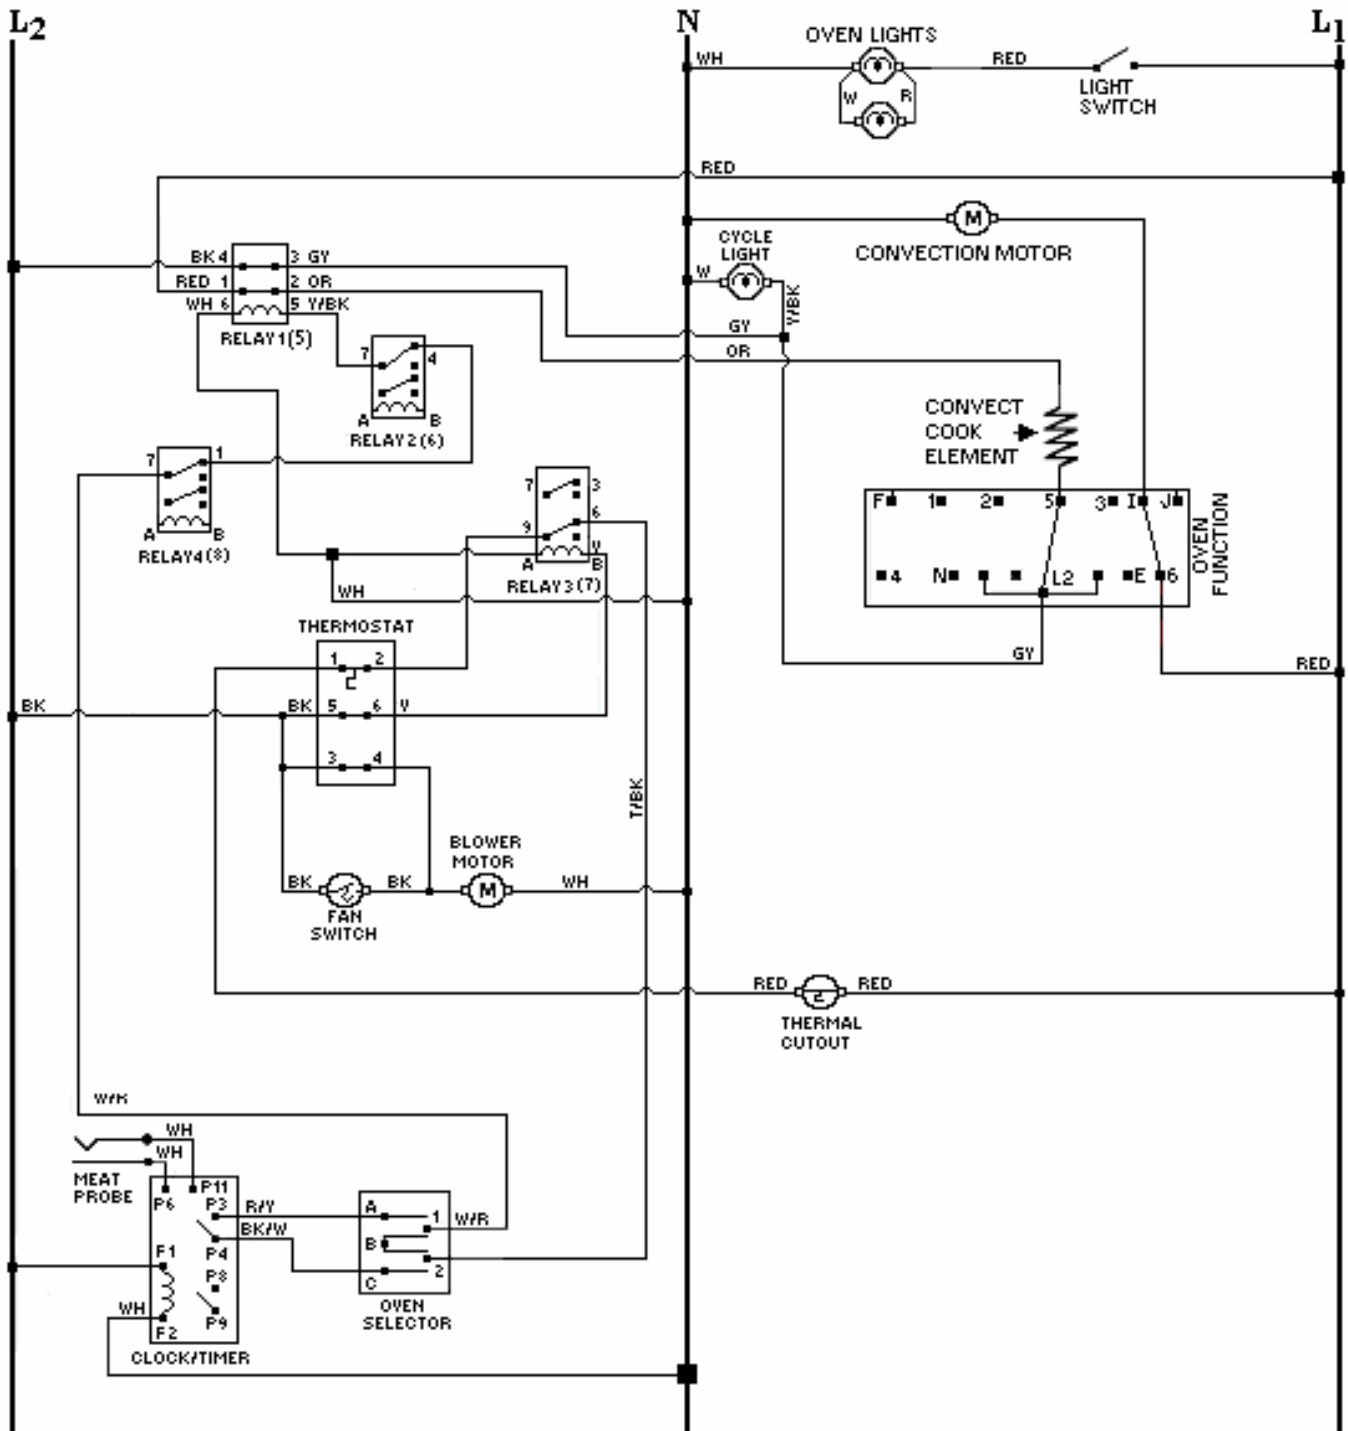 L2
N
L1
OVEN LIGHTS
WH
RED
W
R
LIGHT
SWITCH
RED
CYCLE
LIGHT
CONVECTION MOTOR
M
BK 4
3 GY
W
RED 1
2 OR
Y/BK
WH 6
5 Y/BK
RELAY 1(5)
GY
OR
7
4
A
B
RELAY 2(6)
CONVECT
COOK
ELEMENT
7
1
A
B
RELAY 4(8)
7
3
9
6
V
A
B
RELAY 3(7)
F
1
2
5
3
I
J
4
N
L2
E
6
OVEN
FUNCTION
WH
THERMOSTAT
1
2
GY
RED
BK
BK
5
6
V
3
4
T/BK
BLOWER
MOTOR
BK
BK
M
WH
FAN
SWITCH
RED
RED
THERMAL
CUTOUT
W/R
WH
WH
MEAT
PROBE
P6
P11
P3
R/Y
BK/W
P4
F1
P8
P9
WH
F2
CLOCK/TIMER
A
1
W/R
B
2
C
OVEN
SELECTOR